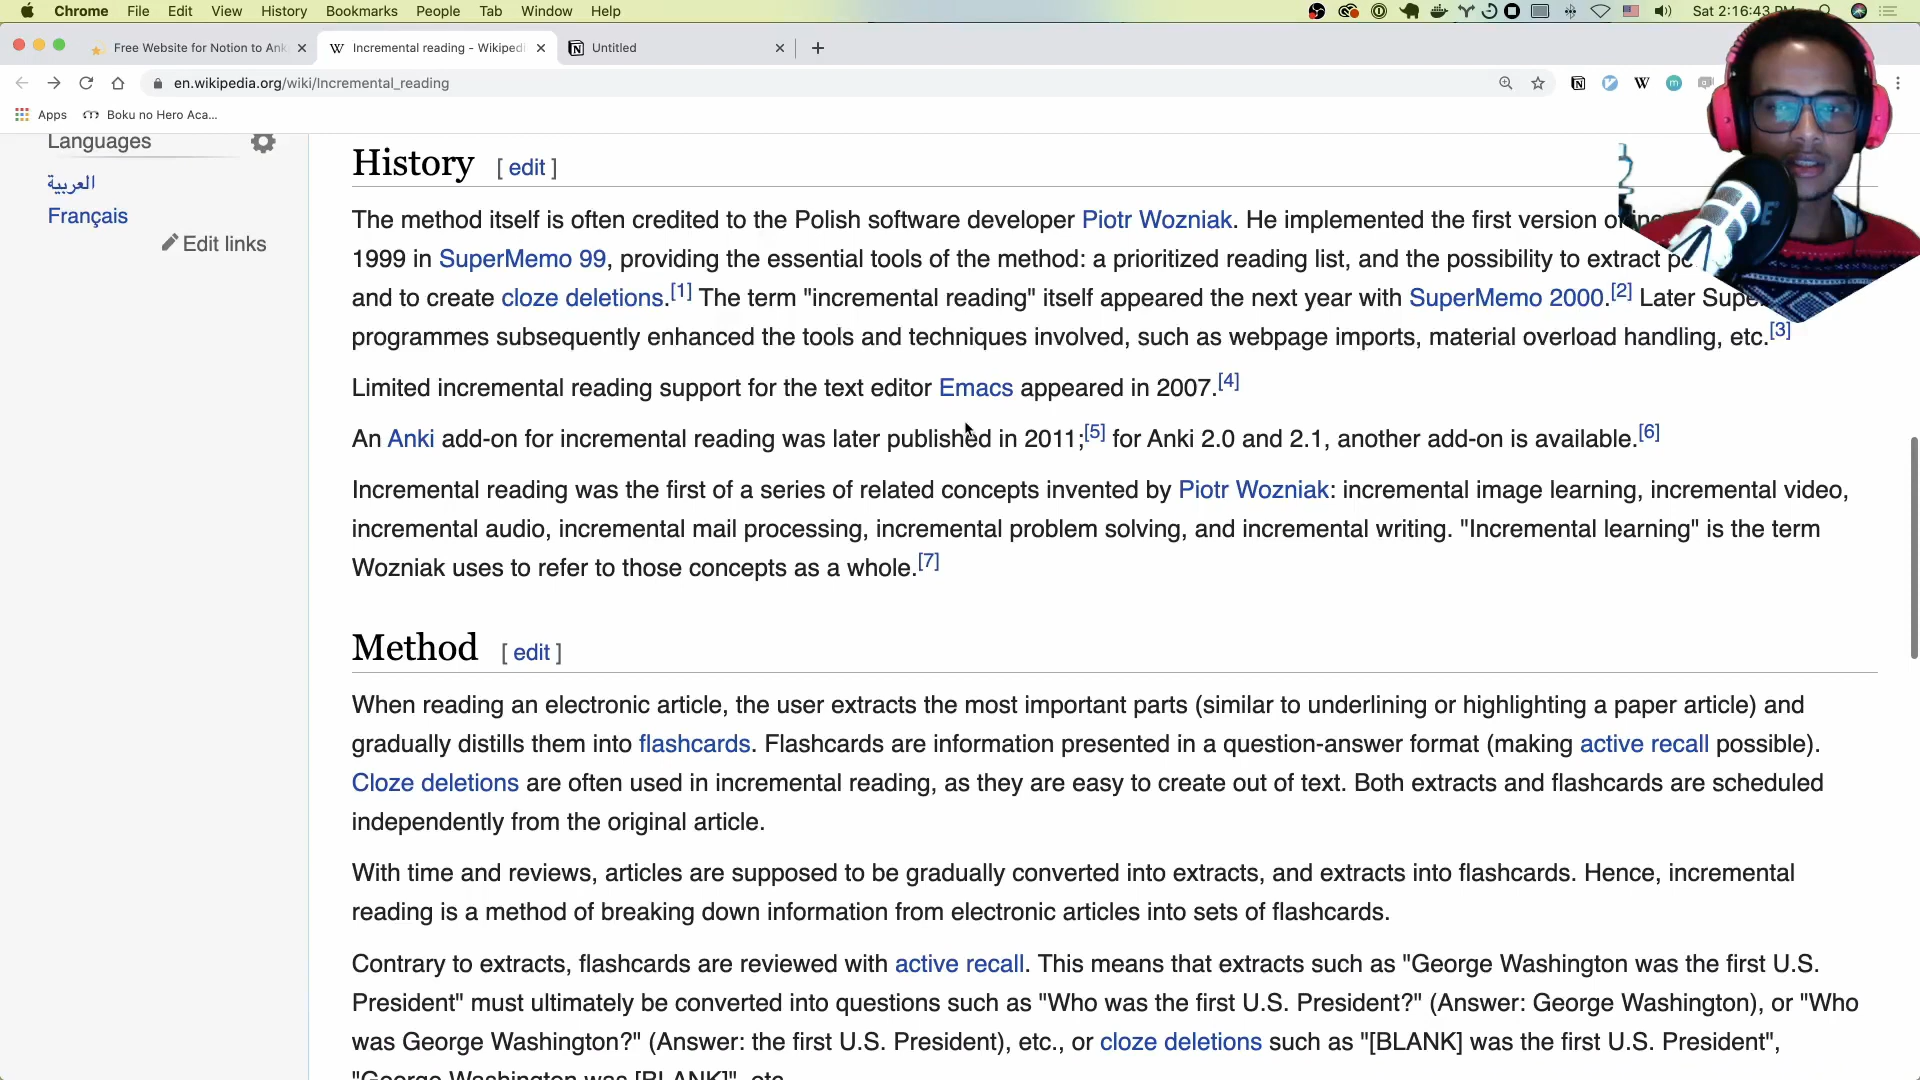 Chrome File Edit View History Bookmarks People Tab Window Help Sat 2:16:43 PM
Free Website for Notion to Ank Incremental reading - Wikiped Untitled
en.wikipedia.org/wiki/Incremental_reading
Apps Boku no Hero Aca...
Languages
العربية
Français
Edit links
History [ edit ]
The method itself is often credited to the Polish software developer Piotr Wozniak. He implemented the first version of
1999 in SuperMemo 99, providing the essential tools of the method: a prioritized reading list, and the possibility to extract
and to create cloze deletions.[1] The term "incremental reading" itself appeared the next year with SuperMemo 2000.[2] Later
programmes subsequently enhanced the tools and techniques involved, such as webpage imports, material overload handling, etc.[3]
Limited incremental reading support for the text editor Emacs appeared in 2007.[4]
An Anki add-on for incremental reading was later published in 2011;[5] for Anki 2.0 and 2.1, another add-on is available.[6]
Incremental reading was the first of a series of related concepts invented by Piotr Wozniak: incremental image learning, incremental video,
incremental audio, incremental mail processing, incremental problem solving, and incremental writing. "Incremental learning" is the term
Wozniak uses to refer to those concepts as a whole.[7]
Method [ edit ]
When reading an electronic article, the user extracts the most important parts (similar to underlining or highlighting a paper article) and
gradually distills them into flashcards. Flashcards are information presented in a question-answer format (making active recall possible).
Cloze deletions are often used in incremental reading, as they are easy to create out of text. Both extracts and flashcards are scheduled
independently from the original article.
With time and reviews, articles are supposed to be gradually converted into extracts, and extracts into flashcards. Hence, incremental
reading is a method of breaking down information from electronic articles into sets of flashcards.
Contrary to extracts, flashcards are reviewed with active recall. This means that extracts such as "George Washington was the first U.S.
President" must ultimately be converted into questions such as "Who was the first U.S. President?" (Answer: George Washington), or "Who
was George Washington?" (Answer: the first U.S. President), etc., or cloze deletions such as "[BLANK] was the first U.S. President",
"George Washington was [BLANK]", etc.